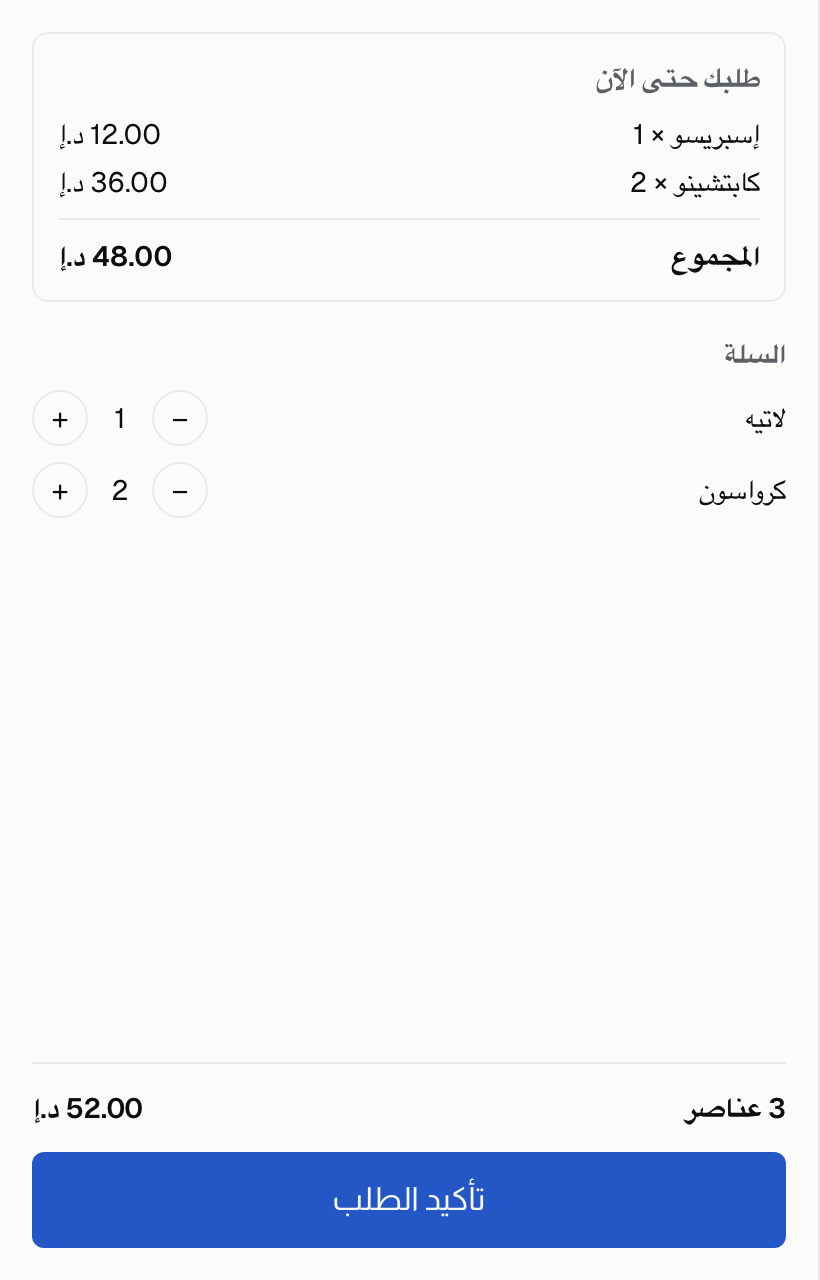 طلبك حتى الآن
إسبريسو × 1 12.00 د.إ
كابتشينو × 2 36.00 د.إ
المجموع 48.00 د.إ
السلة
لاتيه − 1 +
كرواسون − 2 +
3 عناصر 52.00 د.إ
تأكيد الطلب